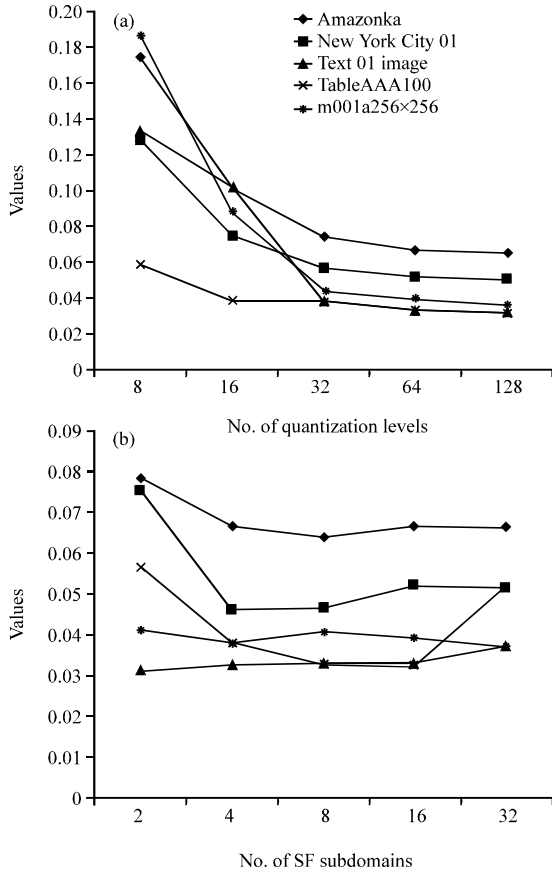 (a)
Amazonka
New York City 01
Text 01 image
TableAAA100
m001a256×256
Values
0.20
0.18
0.16
0.14
0.12
0.10
0.08
0.06
0.04
0.02
0
8 16 32 64 128
No. of quantization levels
(b)
Values
0.09
0.08
0.07
0.06
0.05
0.04
0.03
0.02
0.01
0
2 4 8 16 32
No. of SF subdomains